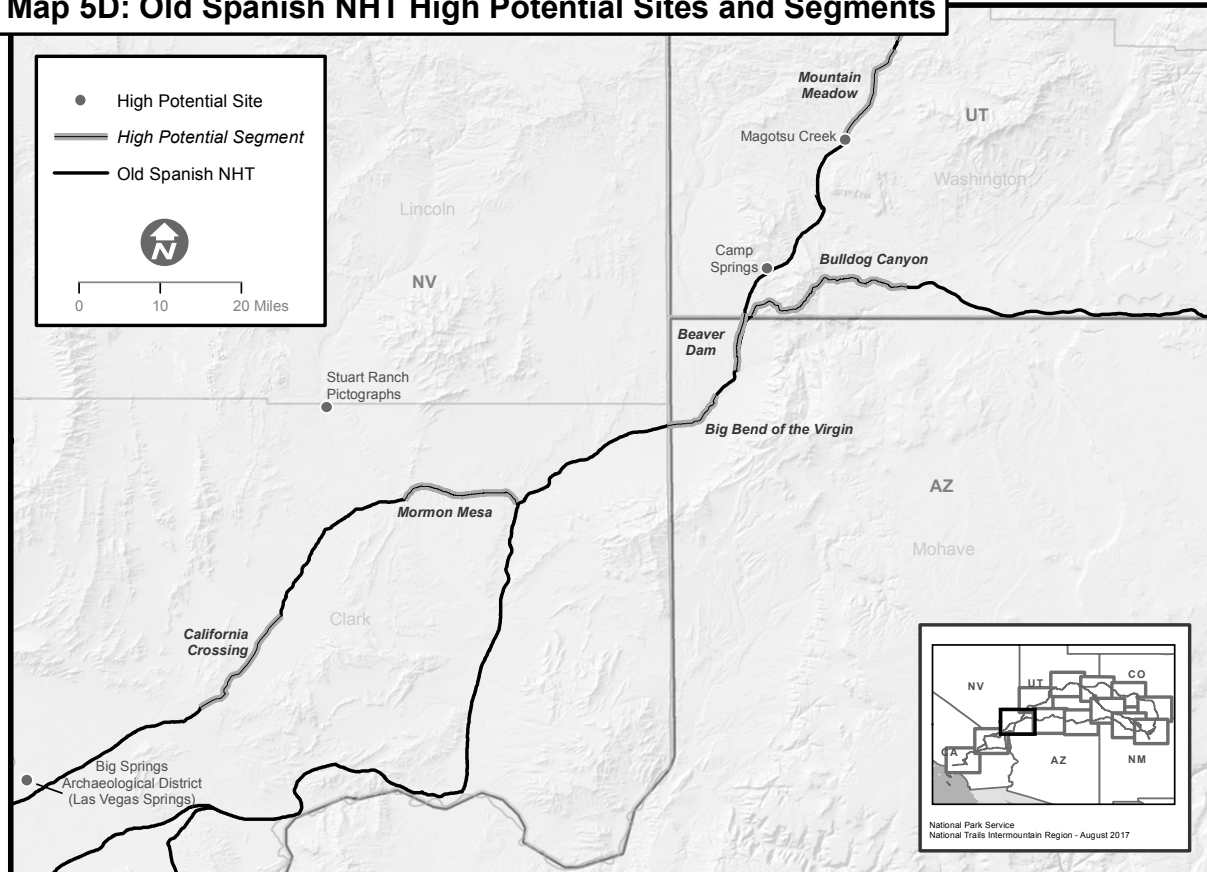 Map 5D: Old Spanish NHT High Potential Sites and Segments
High Potential Site
High Potential Segment
Old Spanish NHT
N
0 10 20 Miles
Mountain
Meadow
UT
Magotsu Creek
Washington
Lincoln
Camp
Springs
Bulldog Canyon
NV
Beaver
Dam
Stuart Ranch
Pictographs
Big Bend of the Virgin
AZ
Mormon Mesa
Mohave
Clark
California
Crossing
Big Springs
Archaeological District
(Las Vegas Springs)
NV
UT
CO
CA
AZ
NM
National Park Service
National Trails Intermountain Region - August 2017